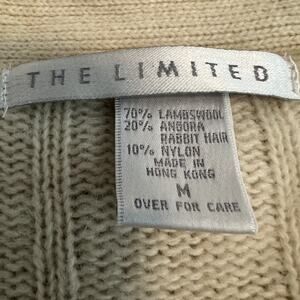 THE LIMITED
70% LAMBSWOOL
20% ANGORA
RABBIT HAIR
10% NYLON
MADE IN
HONG KONG
M
OVER FOR CARE